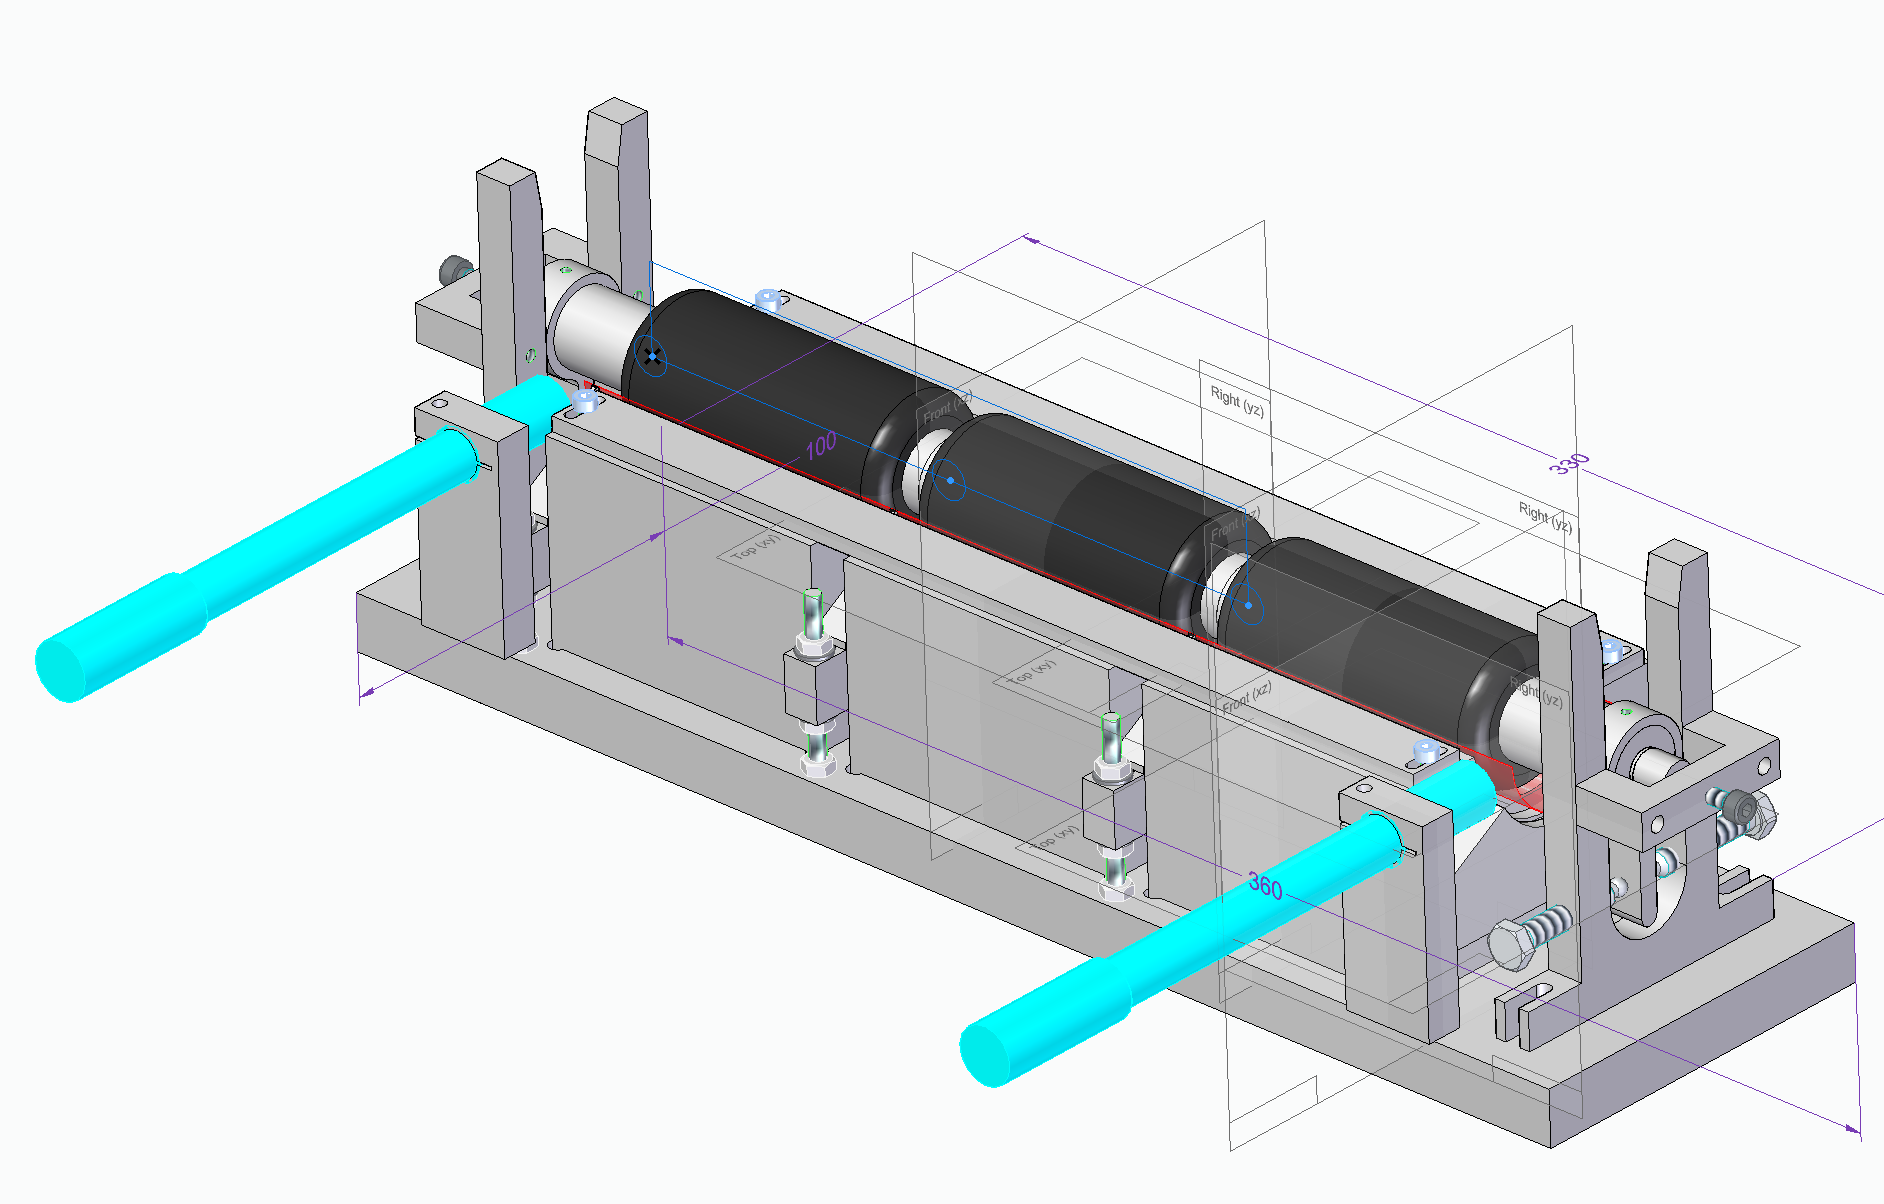 Right (yz)
Front (xz)
100
330
Right (yz)
Front (xz)
Top (xy)
Top (xy)
Right (yz)
Front (xz)
Top (xy)
360